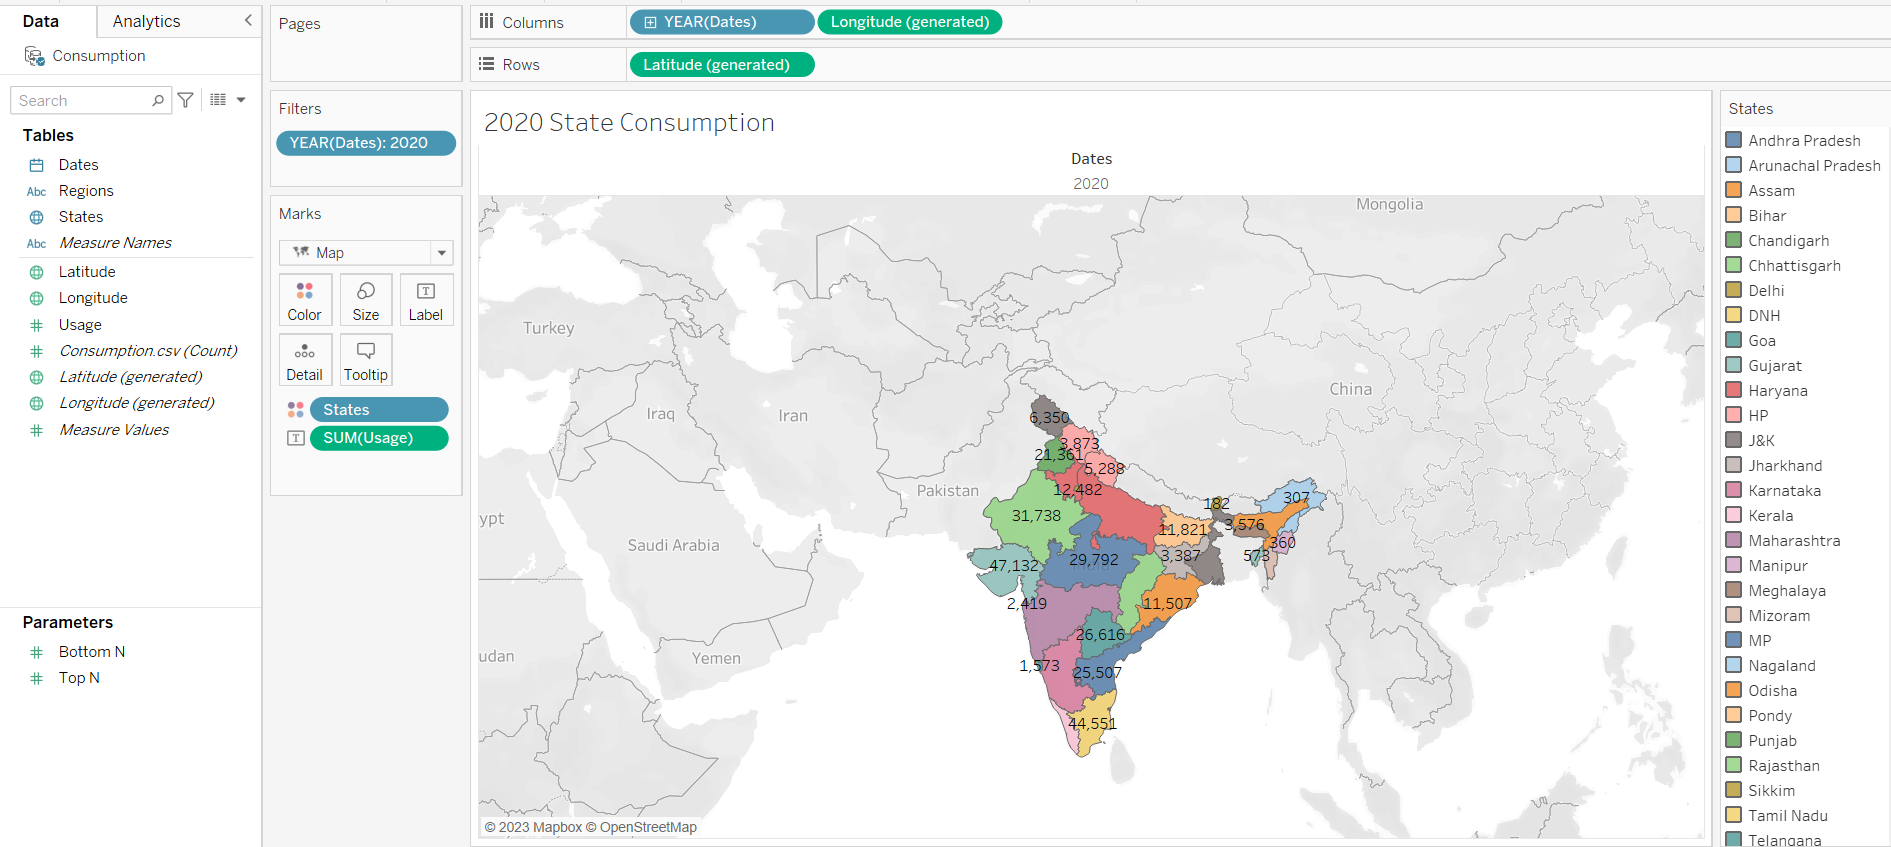 Data
Analytics
Consumption
Search
Tables
Dates
Abc Regions
States
Abc Measure Names
Latitude
Longitude
# Usage
# Consumption.csv (Count)
Latitude (generated)
Longitude (generated)
# Measure Values
Parameters
# Bottom N
# Top N
Pages
Filters
YEAR(Dates): 2020
Marks
Map
Color
Size
T
Label
Detail
Tooltip
States
T SUM(Usage)
Columns
YEAR(Dates)
Longitude (generated)
Rows
Latitude (generated)
2020 State Consumption
Dates
2020
Mongolia
Turkey
China
Iraq
Iran
6,350
3,873
21,361
5,288
Pakistan
12,482
182
307
ypt
31,738
3,576
11,821
360
Saudi Arabia
29,792
3,387
573
47,132
India
2,419
11,507
26,616
udan
Yemen
1,573
25,507
44,551
© 2023 Mapbox © OpenStreetMap
States
Andhra Pradesh
Arunachal Pradesh
Assam
Bihar
Chandigarh
Chhattisgarh
Delhi
DNH
Goa
Gujarat
Haryana
HP
J&K
Jharkhand
Karnataka
Kerala
Maharashtra
Manipur
Meghalaya
Mizoram
MP
Nagaland
Odisha
Pondy
Punjab
Rajasthan
Sikkim
Tamil Nadu
Telangana